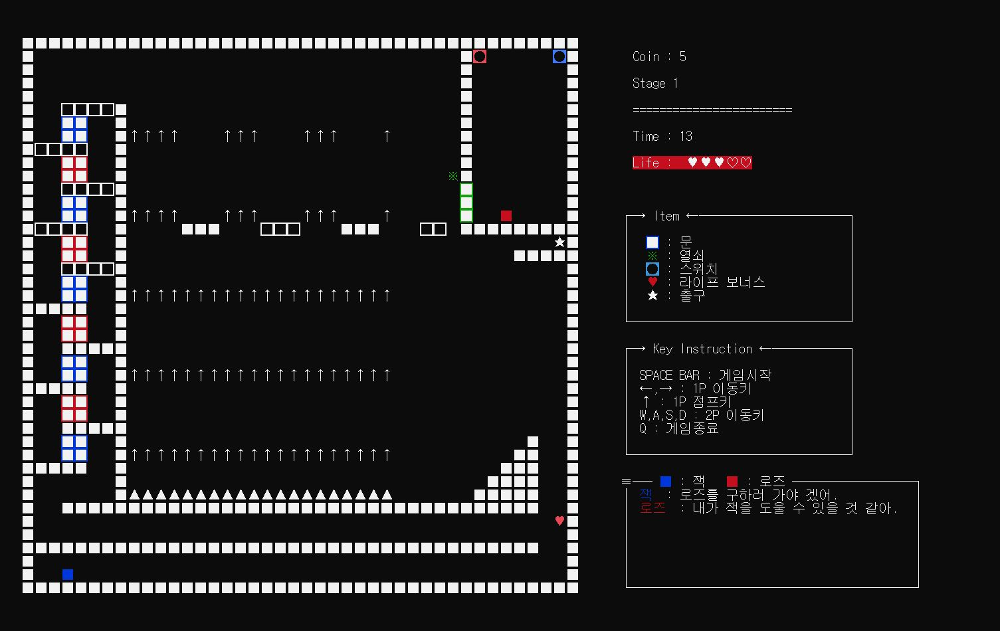 Coin : 5
Stage 1
========================
Time : 13
Life : ♥♥♥♡♡
→ Item ←
: 문
※ : 열쇠
: 스위치
♥ : 라이프 보너스
★ : 출구
→ Key Instruction ←
SPACE BAR : 게임시작
←,→ : 1P 이동키
↑ : 1P 점프키
W,A,S,D : 2P 이동키
Q : 게임종료
■ : 잭 ■ : 로즈
잭 : 로즈를 구하러 가야 겠어.
로즈 : 내가 잭을 도울 수 있을 것 같아.